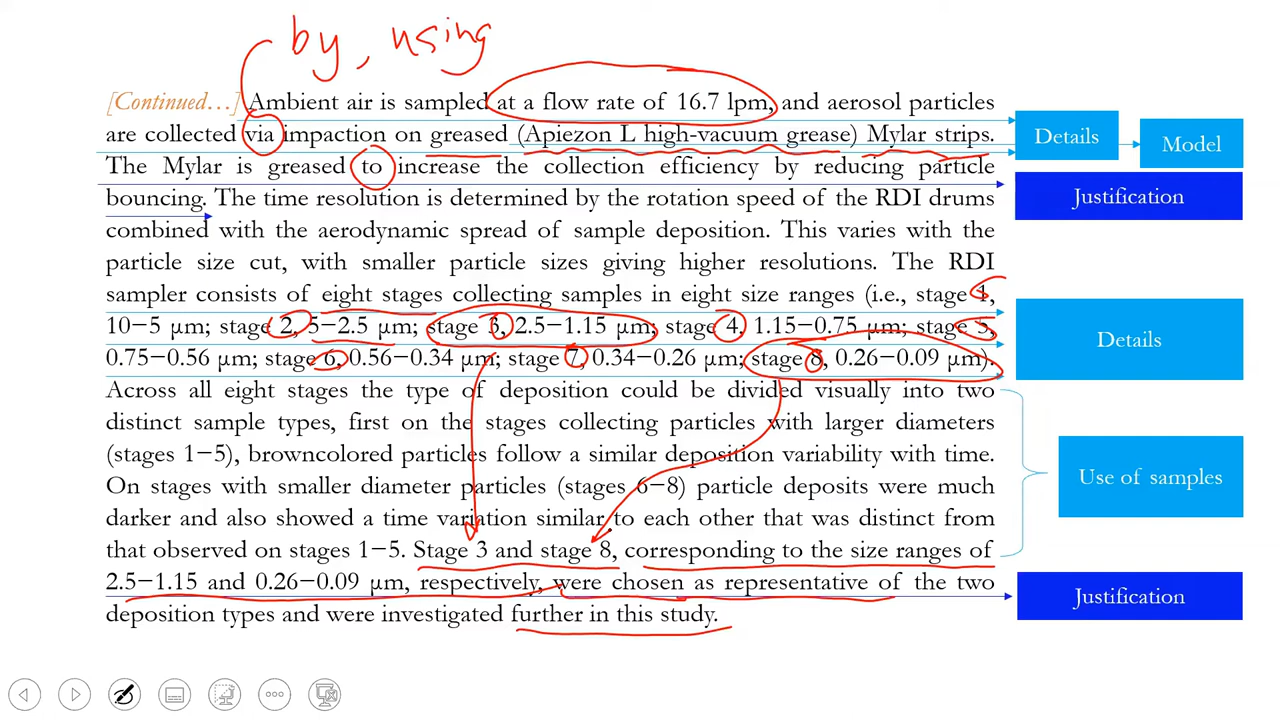 by, using
[Continued…] Ambient air is sampled at a flow rate of 16.7 lpm, and aerosol particles
are collected via impaction on greased (Apiezon L high-vacuum grease) Mylar strips.
The Mylar is greased to increase the collection efficiency by reducing particle
bouncing. The time resolution is determined by the rotation speed of the RDI drums
combined with the aerodynamic spread of sample deposition. This varies with the
particle size cut, with smaller particle sizes giving higher resolutions. The RDI
sampler consists of eight stages collecting samples in eight size ranges (i.e., stage 1,
10−5 μm; stage 2, 5−2.5 μm; stage 3, 2.5−1.15 μm; stage 4, 1.15−0.75 μm; stage 5,
0.75−0.56 μm; stage 6, 0.56−0.34 μm; stage 7, 0.34−0.26 μm; stage 8, 0.26−0.09 μm).
Across all eight stages the type of deposition could be divided visually into two
distinct sample types, first on the stages collecting particles with larger diameters
(stages 1−5), browncolored particles follow a similar deposition variability with time.
On stages with smaller diameter particles (stages 6−8) particle deposits were much
darker and also showed a time variation similar to each other that was distinct from
that observed on stages 1−5. Stage 3 and stage 8, corresponding to the size ranges of
2.5−1.15 and 0.26−0.09 μm, respectively, were chosen as representative of the two
deposition types and were investigated further in this study.
Details
Model
Justification
Details
Use of samples
Justification